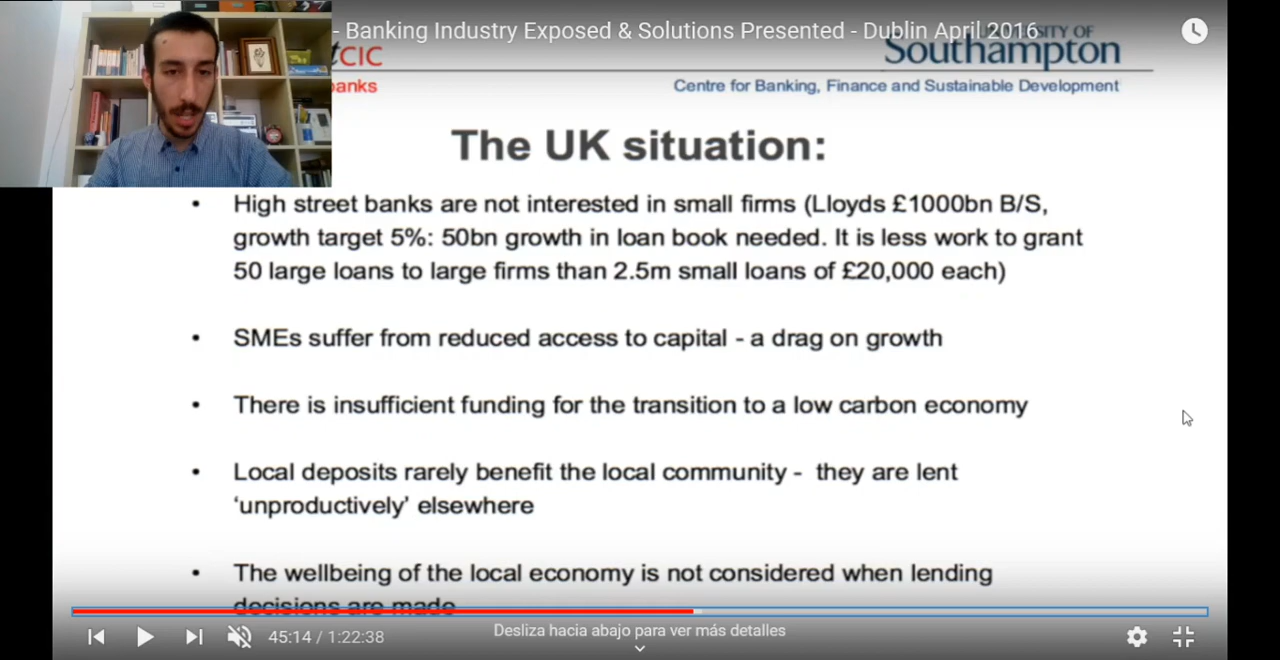 - Banking Industry Exposed & Solutions Presented - Dublin April 2016
CIC
UNIVERSITY OF
Southampton
banks
Centre for Banking, Finance and Sustainable Development
The UK situation:
• High street banks are not interested in small firms (Lloyds £1000bn B/S,
growth target 5%: 50bn growth in loan book needed. It is less work to grant
50 large loans to large firms than 2.5m small loans of £20,000 each)
• SMEs suffer from reduced access to capital - a drag on growth
• There is insufficient funding for the transition to a low carbon economy
• Local deposits rarely benefit the local community - they are lent
‘unproductively’ elsewhere
• The wellbeing of the local economy is not considered when lending
decisions are made
45:14 / 1:22:38
Desliza hacia abajo para ver más detalles